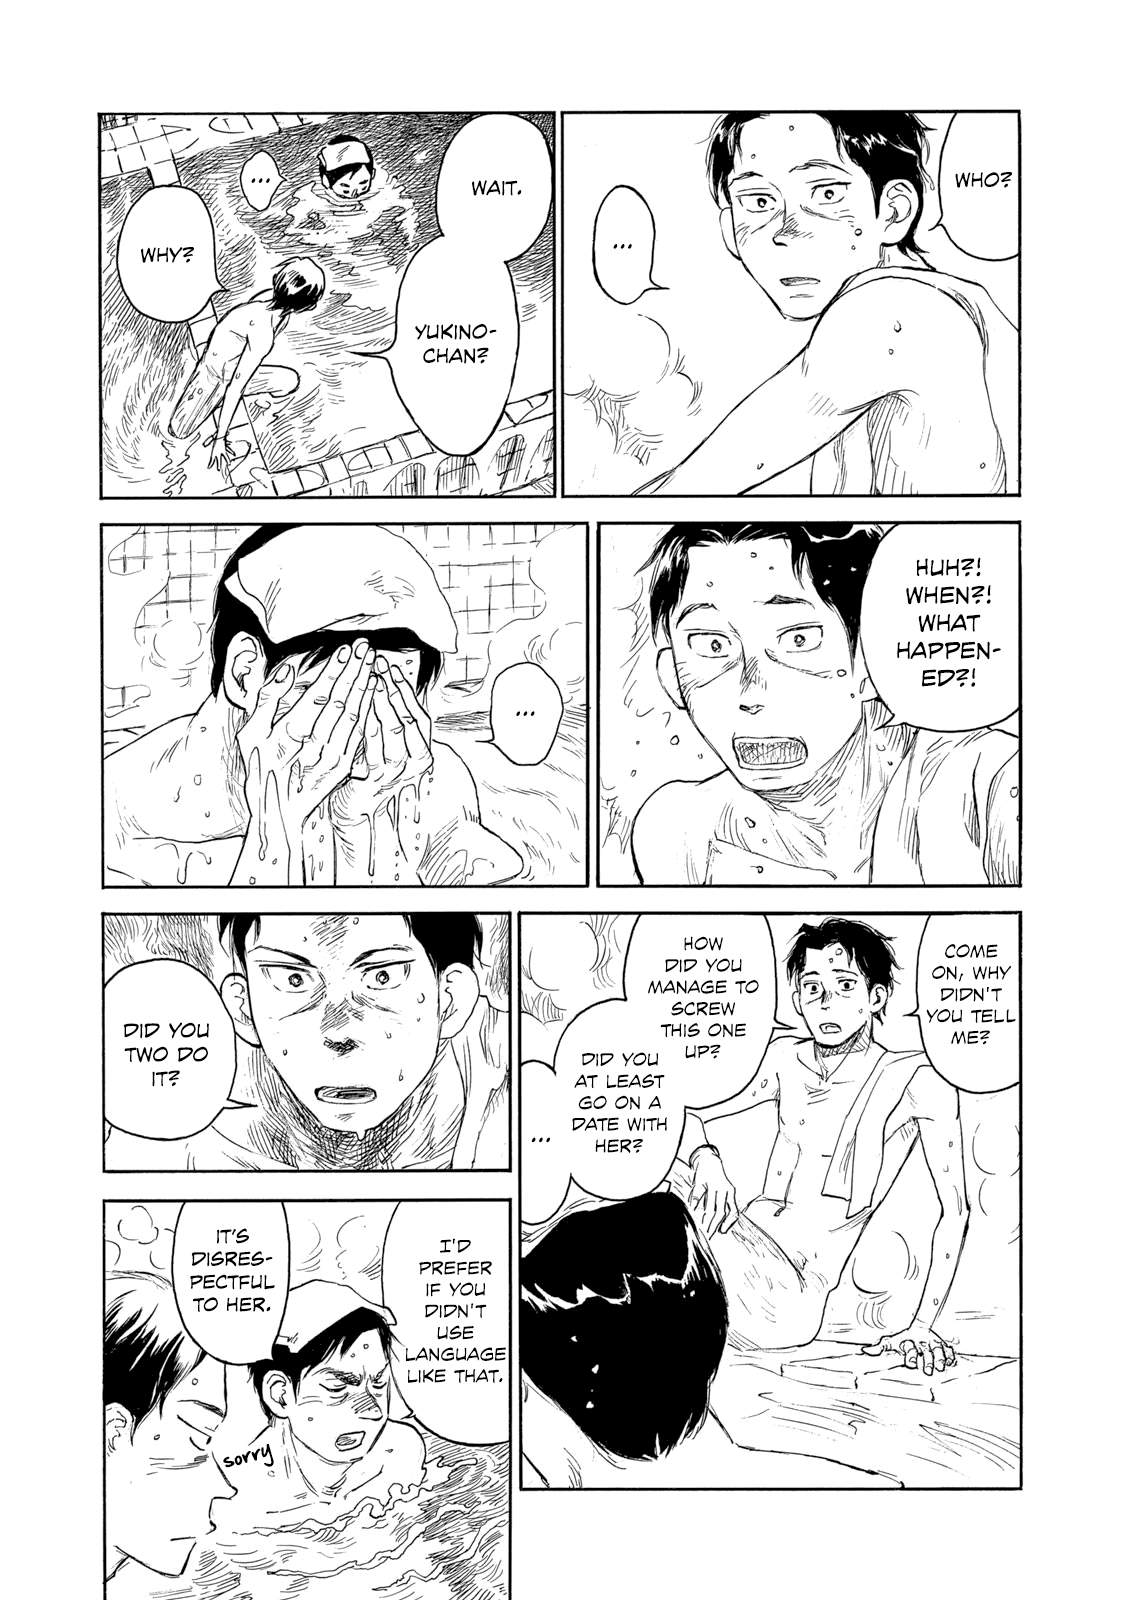 WHO?
...
WAIT.
YUKINO-
CHAN?
...
WHY?
HUH?!
WHEN?!
WHAT
HAPPEN-
ED?!
...
COME
ON, WHY
DIDN'T
YOU TELL
ME?
HOW
DID YOU
MANAGE TO
SCREW
THIS ONE
UP?
DID YOU
AT LEAST
GO ON A
DATE WITH
HER?
...
DID YOU
TWO DO
IT?
I'D
PREFER
IF YOU
DIDN'T
USE
LANGUAGE
LIKE THAT.
IT'S
DISRES-
PECTFUL
TO HER.
sorry